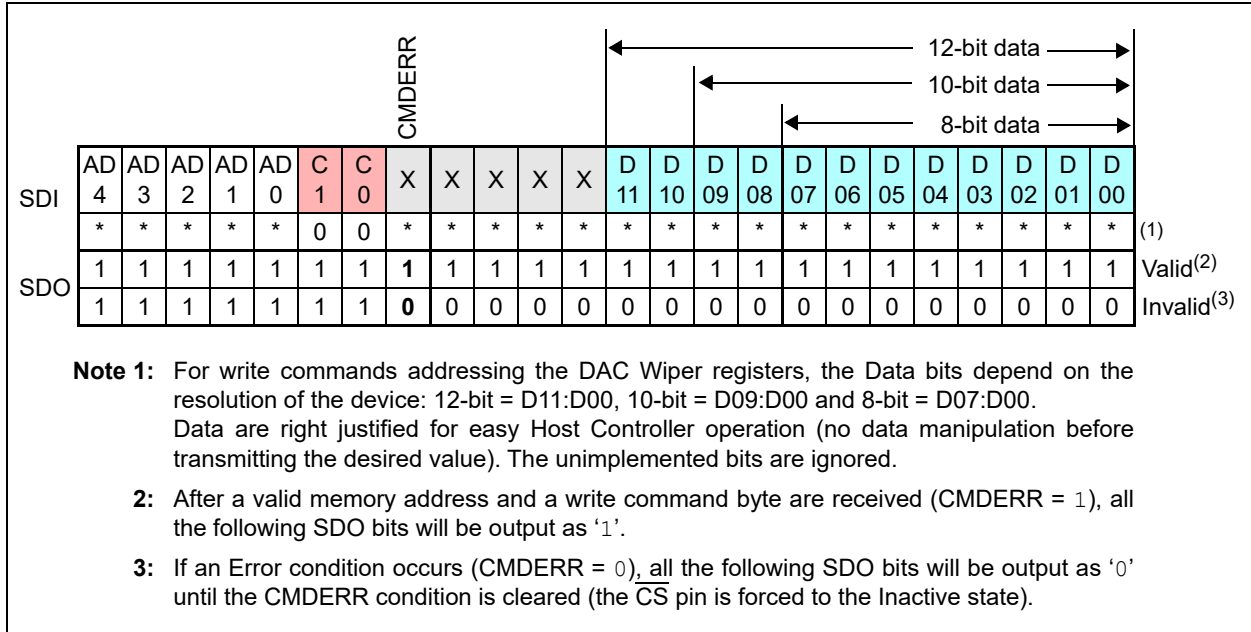 CMDERR
12-bit data
10-bit data
8-bit data
SDI AD4 AD3 AD2 AD1 AD0 C1 C0 X X X X X D11 D10 D09 D08 D07 D06 D05 D04 D03 D02 D01 D00
* * * * * 0 0 * * * * * * * * * * * * * * * * * (1)
SDO 1 1 1 1 1 1 1 1 1 1 1 1 1 1 1 1 1 1 1 1 1 1 1 1 Valid(2)
1 1 1 1 1 1 1 0 0 0 0 0 0 0 0 0 0 0 0 0 0 0 0 0 Invalid(3)
Note 1: For write commands addressing the DAC Wiper registers, the Data bits depend on the
resolution of the device: 12-bit = D11:D00, 10-bit = D09:D00 and 8-bit = D07:D00.
Data are right justified for easy Host Controller operation (no data manipulation before
transmitting the desired value). The unimplemented bits are ignored.
2: After a valid memory address and a write command byte are received (CMDERR = 1), all
the following SDO bits will be output as ‘1’.
3: If an Error condition occurs (CMDERR = 0), all the following SDO bits will be output as ‘0’
until the CMDERR condition is cleared (the CS pin is forced to the Inactive state).